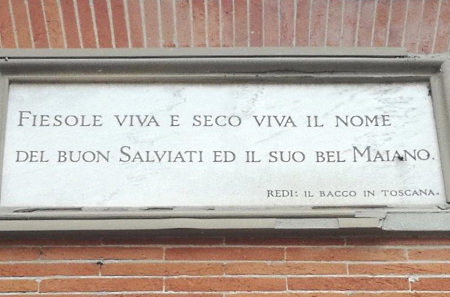 Fiesole viva e seco viva il nome
del buon Salviati ed il suo bel Maiano.
Redi: il Bacco in Toscana.